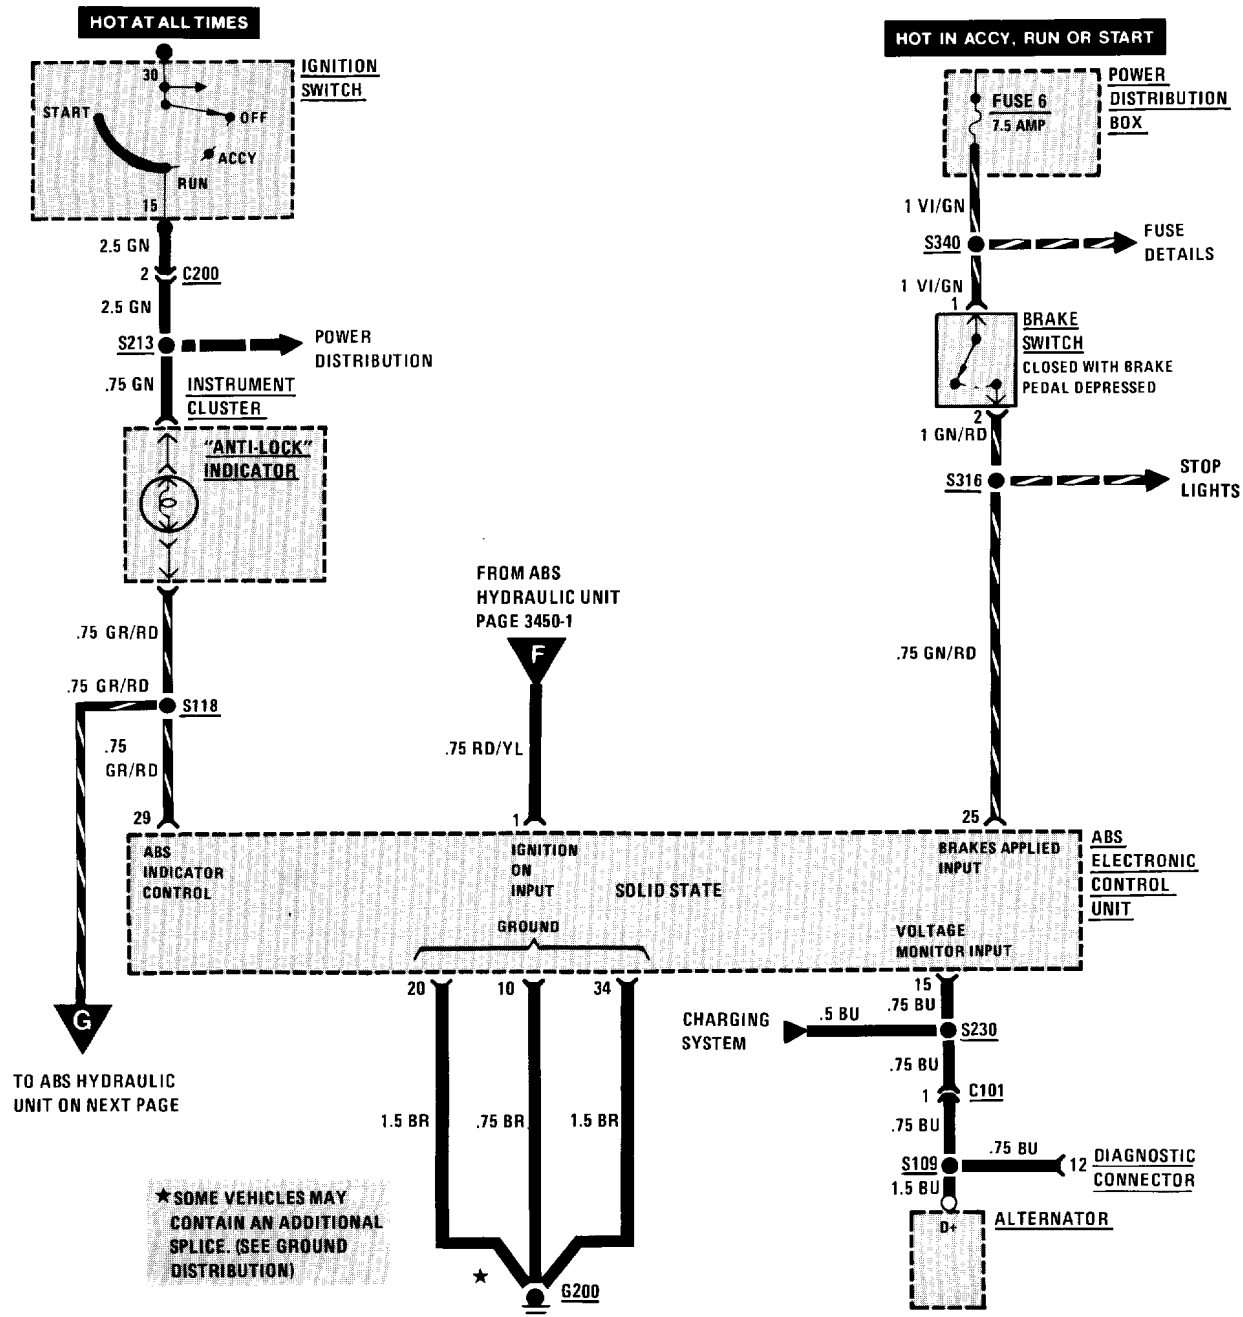 HOT AT ALL TIMES
HOT IN ACCY, RUN OR START
30
IGNITION
SWITCH
START
OFF
ACCY
RUN
15
FUSE 6
7.5 AMP
POWER
DISTRIBUTION
BOX
2.5 GN
2
C200
2.5 GN
S213
POWER
DISTRIBUTION
.75 GN
INSTRUMENT
CLUSTER
"ANTI-LOCK"
INDICATOR
1 VI/GN
S340
FUSE
DETAILS
1 VI/GN
1
BRAKE
SWITCH
CLOSED WITH BRAKE
PEDAL DEPRESSED
2
1 GN/RD
S316
STOP
LIGHTS
FROM ABS
HYDRAULIC UNIT
PAGE 3450-1
F
.75 GR/RD
.75 GR/RD
S118
.75
GR/RD
.75 RD/YL
.75 GN/RD
29
1
25
ABS
INDICATOR
CONTROL
IGNITION
ON
INPUT
SOLID STATE
BRAKES APPLIED
INPUT
ABS
ELECTRONIC
CONTROL
UNIT
GROUND
VOLTAGE
MONITOR INPUT
20
10
34
15
.75 BU
G
TO ABS HYDRAULIC
UNIT ON NEXT PAGE
CHARGING
SYSTEM
.5 BU
S230
.75 BU
1
C101
1.5 BR
.75 BR
1.5 BR
.75 BU
.75 BU
S109
12
DIAGNOSTIC
CONNECTOR
1.5 BU
D+
ALTERNATOR
★SOME VEHICLES MAY
CONTAIN AN ADDITIONAL
SPLICE. (SEE GROUND
DISTRIBUTION)
★
G200